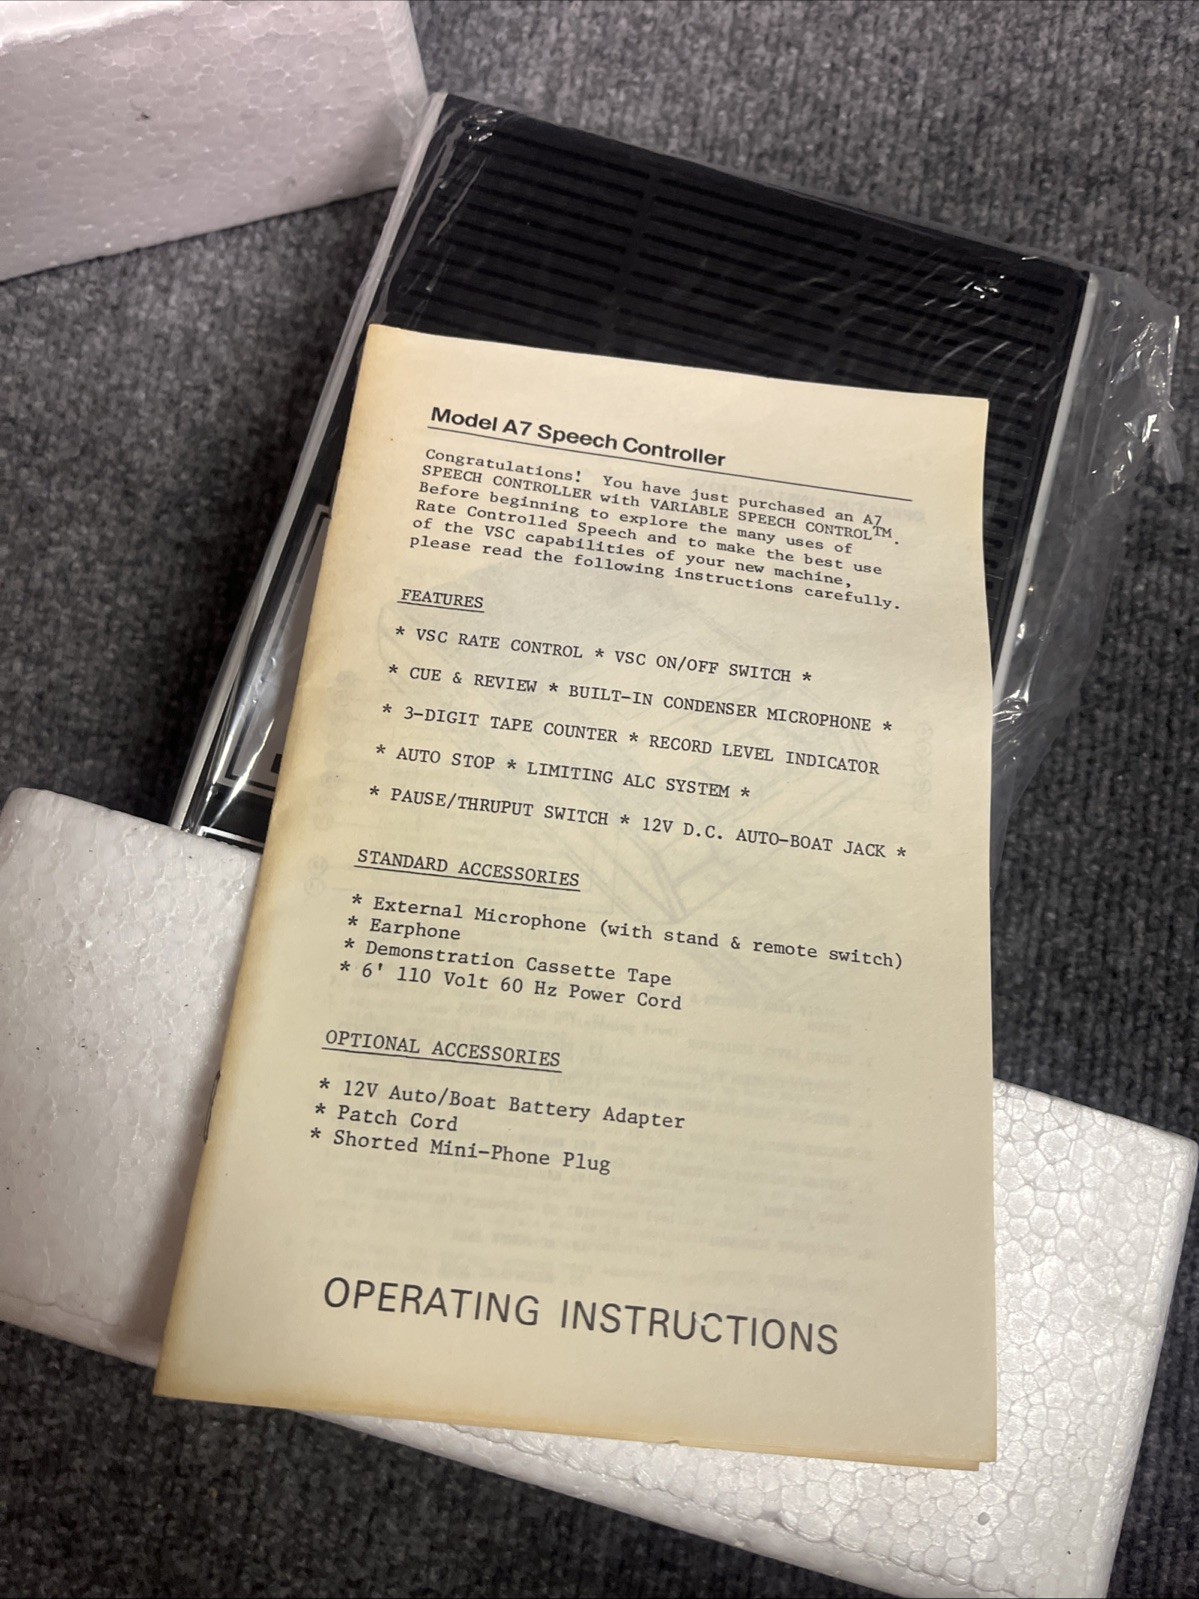 Model A7 Speech Controller
Congratulations! You have just purchased an A7
SPEECH CONTROLLER with VARIABLE SPEECH CONTROL™.
Before beginning to explore the many uses of
Rate Controlled Speech and to make the best use
of the VSC capabilities of your new machine,
please read the following instructions carefully.
FEATURES
* VSC RATE CONTROL * VSC ON/OFF SWITCH *
* CUE & REVIEW * BUILT-IN CONDENSER MICROPHONE *
* 3-DIGIT TAPE COUNTER * RECORD LEVEL INDICATOR
* AUTO STOP * LIMITING ALC SYSTEM *
* PAUSE/THRUPUT SWITCH * 12V D.C. AUTO-BOAT JACK *
STANDARD ACCESSORIES
* External Microphone (with stand & remote switch)
* Earphone
* Demonstration Cassette Tape
* 6' 110 Volt 60 Hz Power Cord
OPTIONAL ACCESSORIES
* 12V Auto/Boat Battery Adapter
* Patch Cord
* Shorted Mini-Phone Plug
OPERATING INSTRUCTIONS